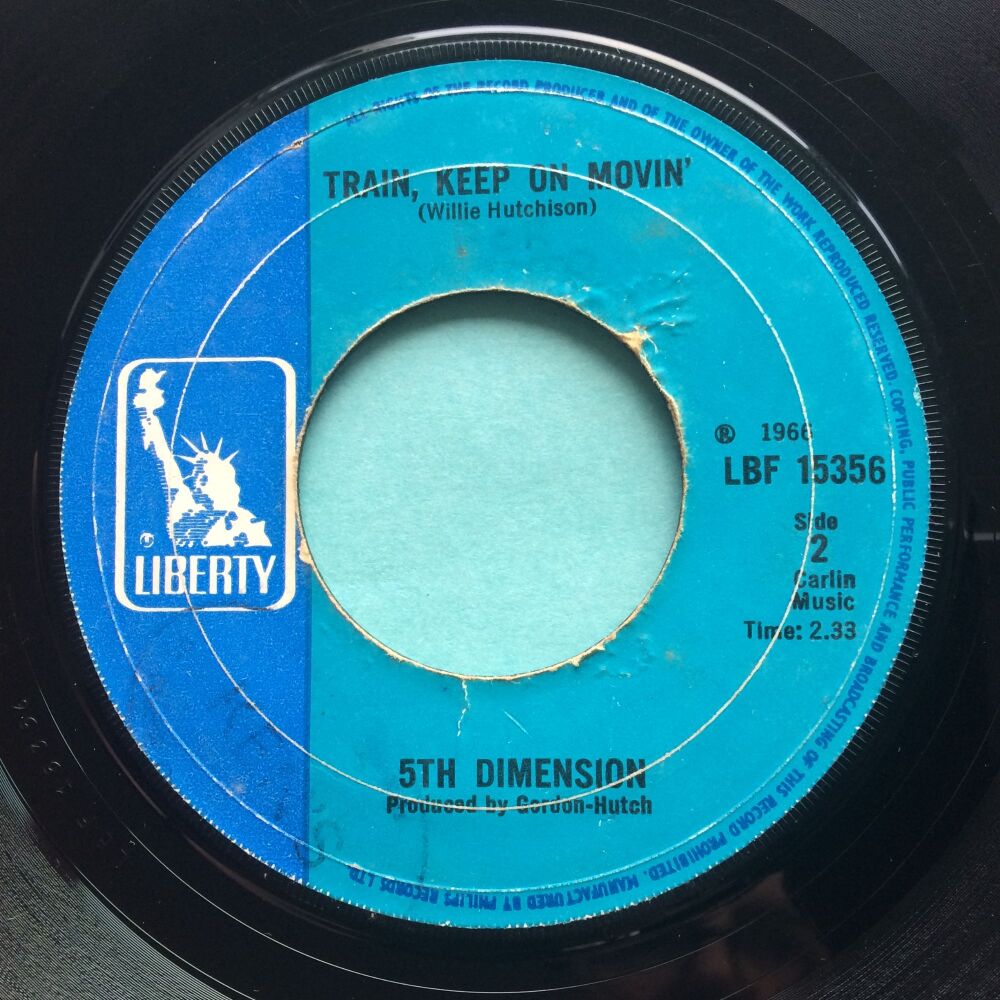 ALL RIGHTS OF THE RECORD PRODUCER AND OF THE OWNER OF THE WORK REPRODUCED RESERVED. COPYING, PUBLIC PERFORMANCE AND BROADCASTING OF THIS RECORD PROHIBITED. MANUFACTURED BY PHILIPS RECORDS LTD.
TRAIN, KEEP ON MOVIN'
(Willie Hutchison)
LIBERTY
℗ 1966
LBF 15356
Side
2
Carlin
Music
Time: 2.33
5TH DIMENSION
Produced by Gordon-Hutch